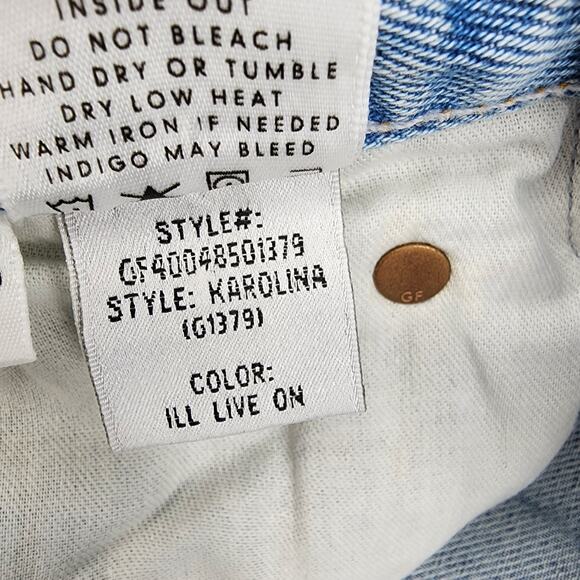 INSIDE OUT
DO NOT BLEACH
HAND DRY OR TUMBLE
DRY LOW HEAT
WARM IRON IF NEEDED
INDIGO MAY BLEED
STYLE#:
GF40048501379
STYLE: KAROLINA
(G1379)
COLOR:
ILL LIVE ON
GF